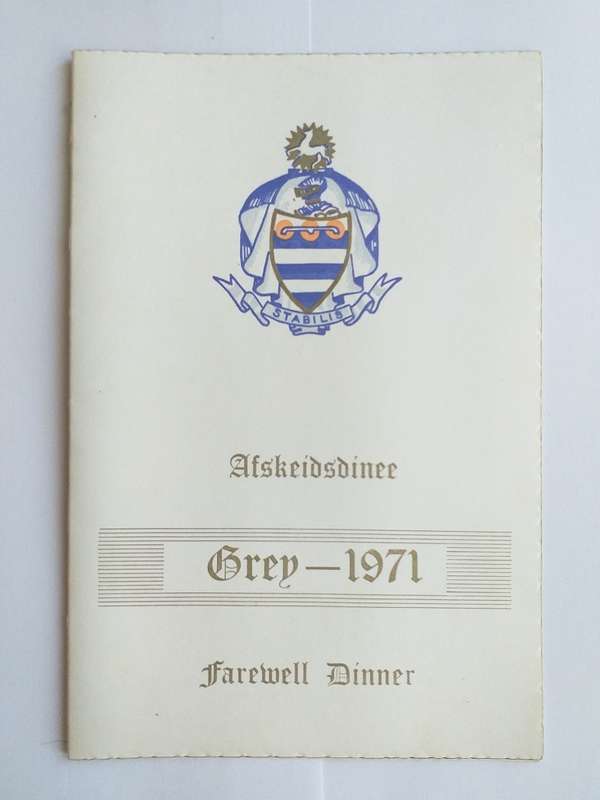 STABILIS
Afskeidsdinee
Grey — 1971
Farewell Dinner